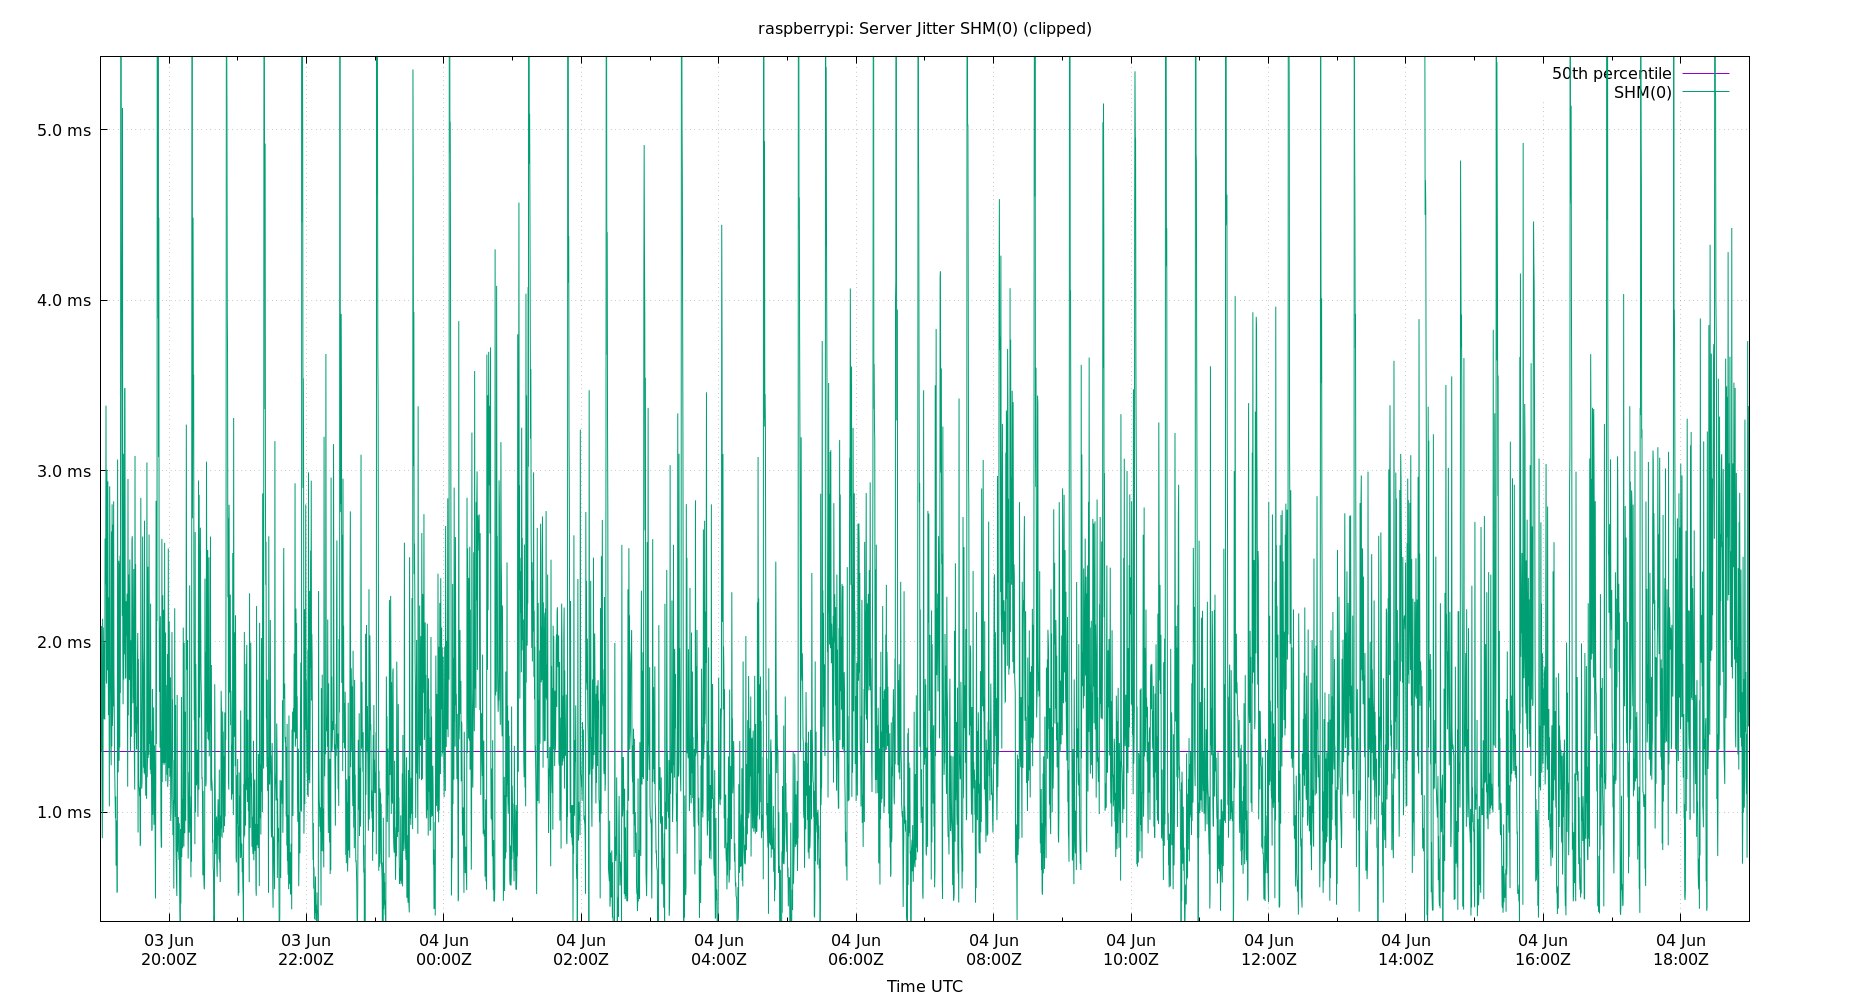 raspberrypi: Server Jitter SHM(0) (clipped)
50th percentile
SHM(0)
5.0 ms
4.0 ms
3.0 ms
2.0 ms
1.0 ms
03 Jun 03 Jun 04 Jun 04 Jun 04 Jun 04 Jun 04 Jun 04 Jun 04 Jun 04 Jun 04 Jun 04 Jun
20:00Z 22:00Z 00:00Z 02:00Z 04:00Z 06:00Z 08:00Z 10:00Z 12:00Z 14:00Z 16:00Z 18:00Z
Time UTC